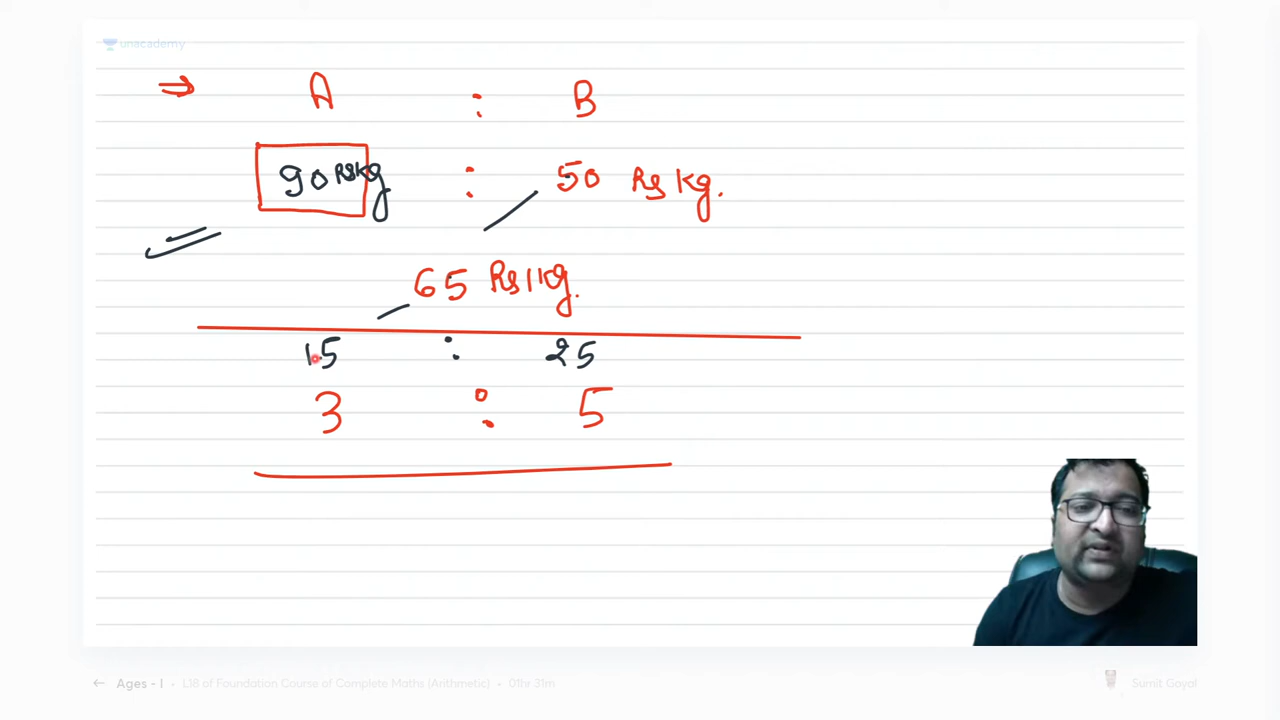 unacademy
⇒ A : B
90 Rs kg : 50 Rs kg.
65 Rs/kg.
15 : 25
3 : 5
← Ages - I • L18 of Foundation Course of Complete Maths (Arithmetic) • 01hr 31m
Sumit Goyal